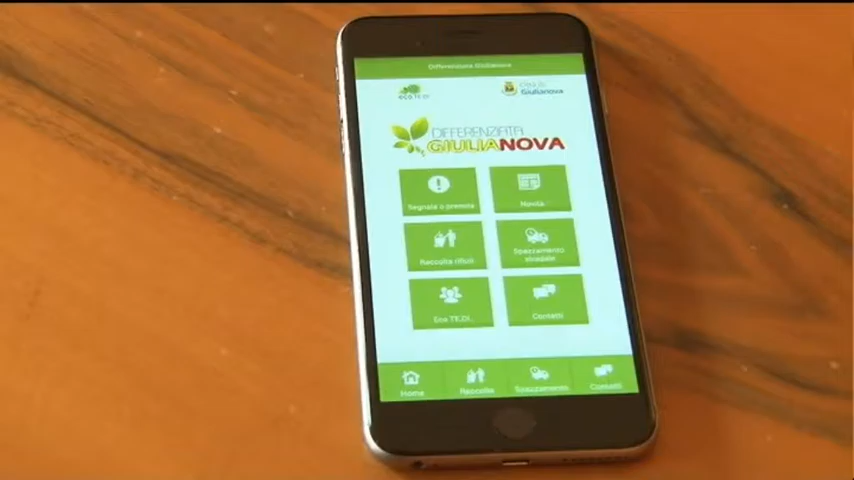 Differenziata Giulianova
eco TE.DI.
Città di
Giulianova
DIFFERENZIATA
GIULIANOVA
Segnala o prenota
Novità
Raccolta rifiuti
Spazzamento
stradale
Eco TE.DI.
Contatti
Home
Raccolta
Spazzamento
Contatti